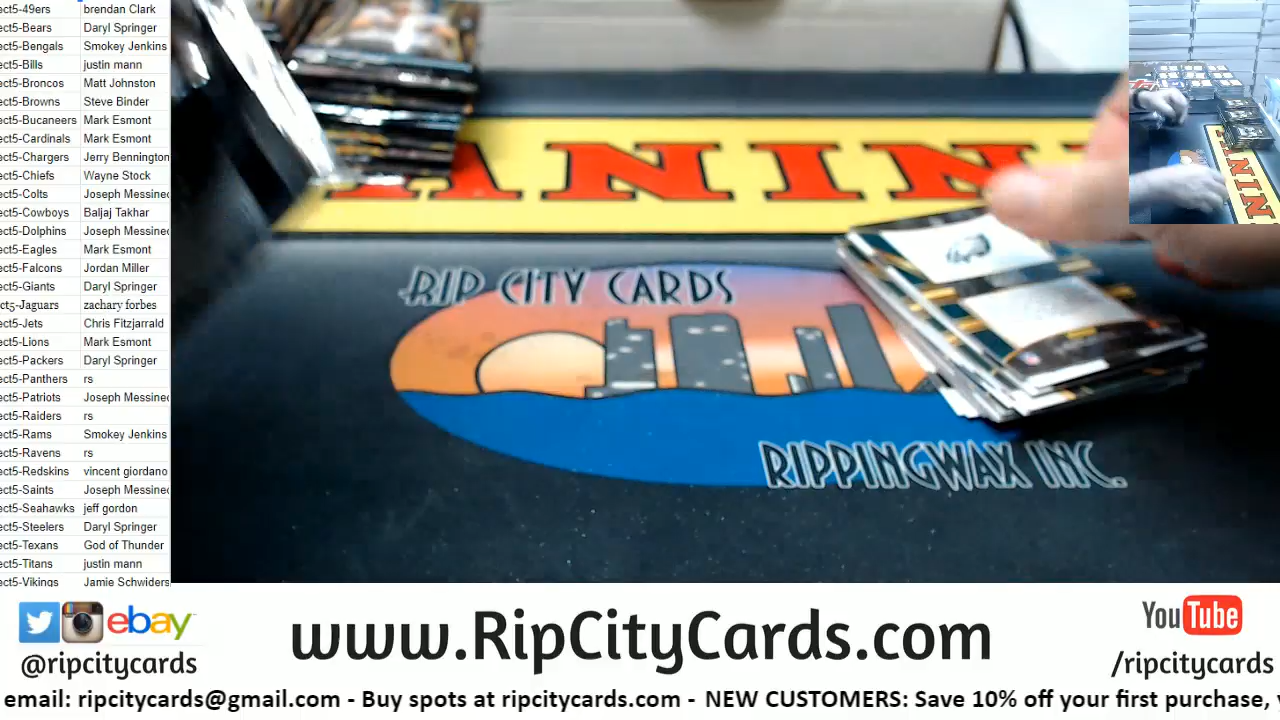 ect5-49ers brendan Clark
ect5-Bears Daryl Springer
ect5-Bengals Smokey Jenkins
ect5-Bills justin mann
ect5-Broncos Matt Johnston
ect5-Browns Steve Binder
ect5-Bucaneers Mark Esmont
ect5-Cardinals Mark Esmont
ect5-Chargers Jerry Bennington
ect5-Chiefs Wayne Stock
ect5-Colts Joseph Messinec
ect5-Cowboys Baljaj Takhar
ect5-Dolphins Joseph Messinec
ect5-Eagles Mark Esmont
ect5-Falcons Jordan Miller
ect5-Giants Daryl Springer
ect5-Jaguars zachary forbes
ect5-Jets Chris Fitzjarrald
ect5-Lions Mark Esmont
ect5-Packers Daryl Springer
ect5-Panthers rs
ect5-Patriots Joseph Messinec
ect5-Raiders rs
ect5-Rams Smokey Jenkins
ect5-Ravens rs
ect5-Redskins vincent giordano
ect5-Saints Joseph Messinec
ect5-Seahawks jeff gordon
ect5-Steelers Daryl Springer
ect5-Texans God of Thunder
ect5-Titans justin mann
ect5-Vikings Jamie Schwiders
ANIN
NINI
RIP CITY CARDS
RIPPINGWAX INC.
ebay
@ripcitycards
www.RipCityCards.com
YouTube
/ripcitycards
email: ripcitycards@gmail.com - Buy spots at ripcitycards.com - NEW CUSTOMERS: Save 10% off your first purchase,